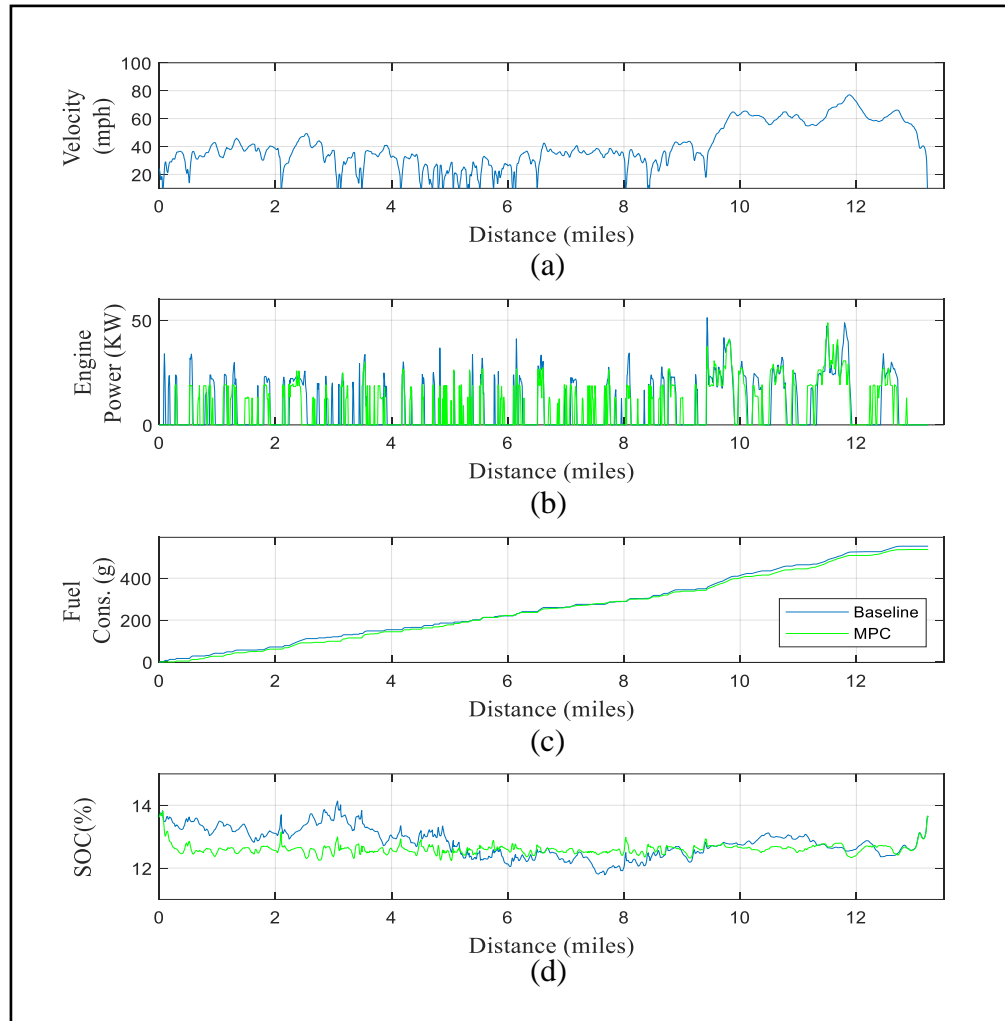 100
80
60
40
20
Velocity
(mph)
0 2 4 6 8 10 12
Distance (miles)
(a)
50
0
Engine
Power (KW)
0 2 4 6 8 10 12
Distance (miles)
(b)
400
200
0
Fuel
Cons. (g)
Baseline
MPC
0 2 4 6 8 10 12
Distance (miles)
(c)
14
12
SOC(%)
0 2 4 6 8 10 12
Distance (miles)
(d)